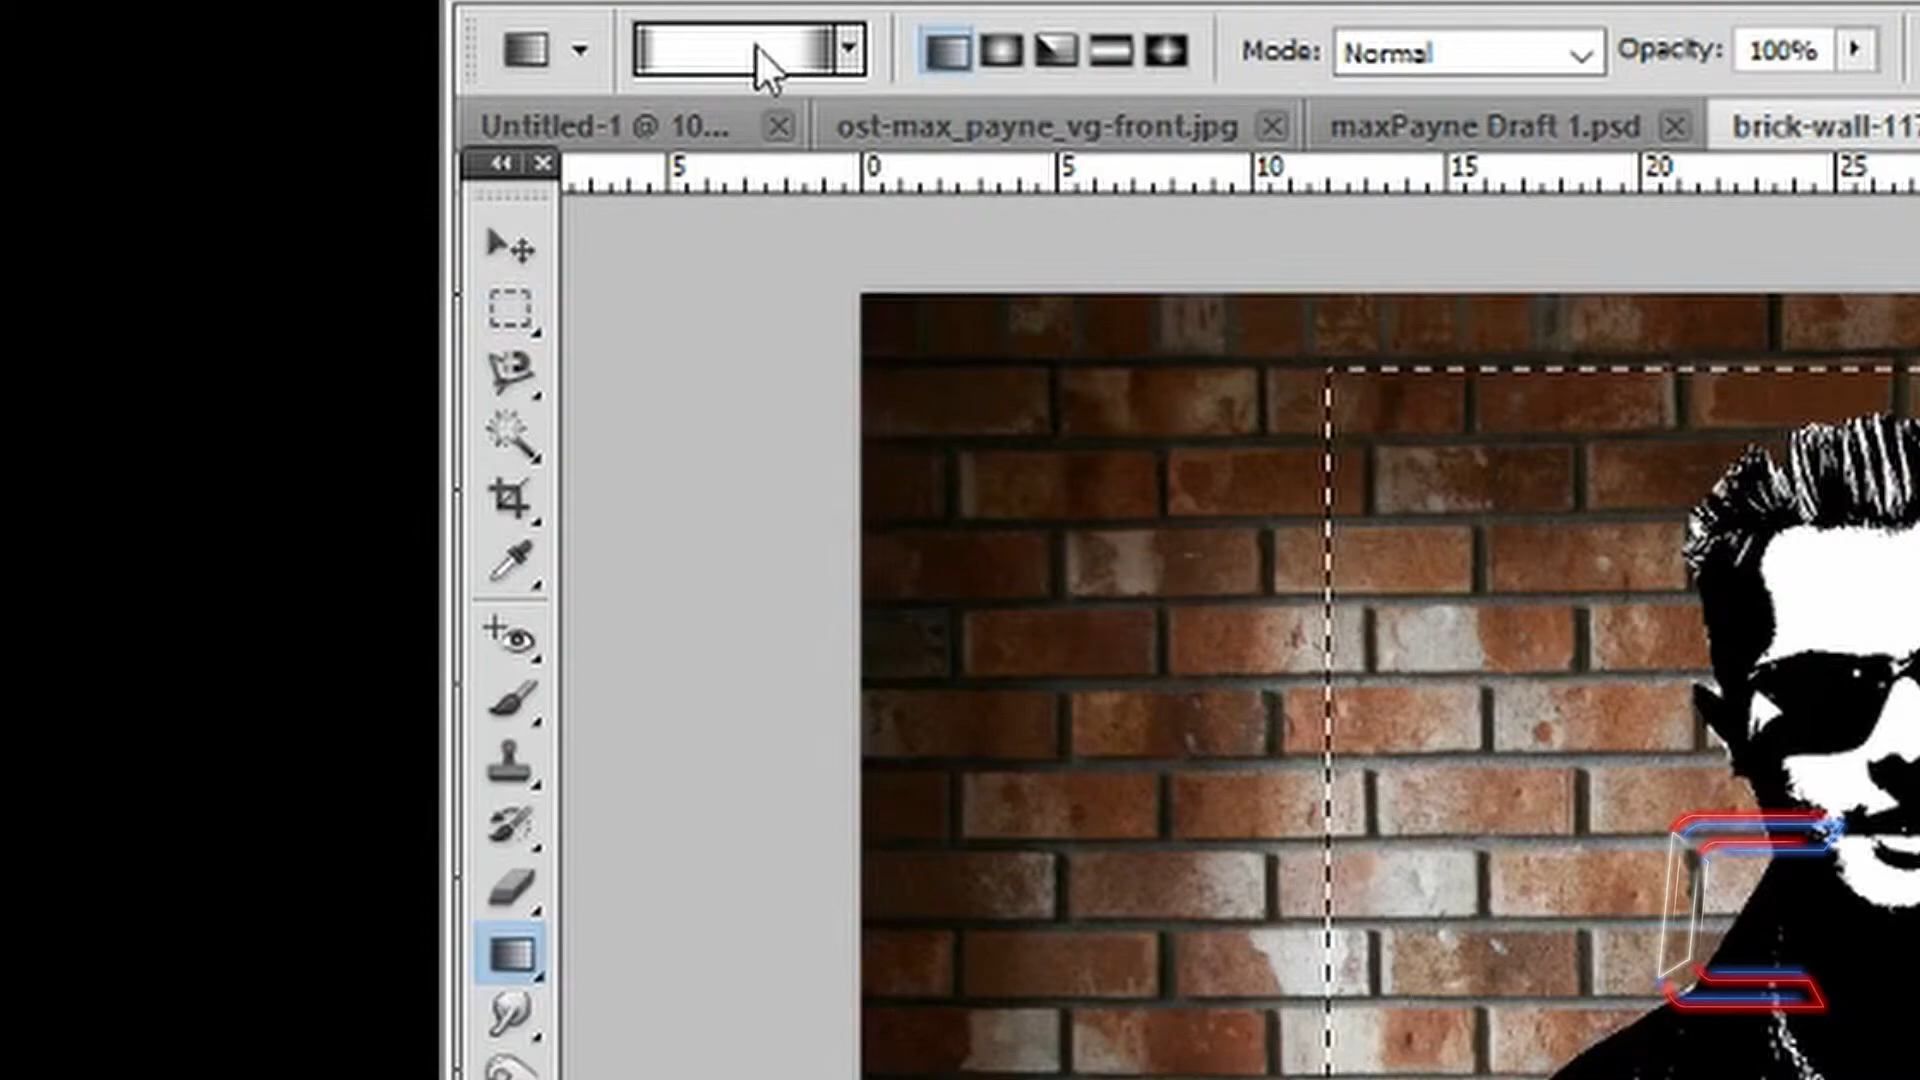 Mode: Normal Opacity: 100%
Untitled-1 @ 10... ost-max_payne_vg-front.jpg maxPayne Draft 1.psd brick-wall-117
5 0 5 10 15 20 25